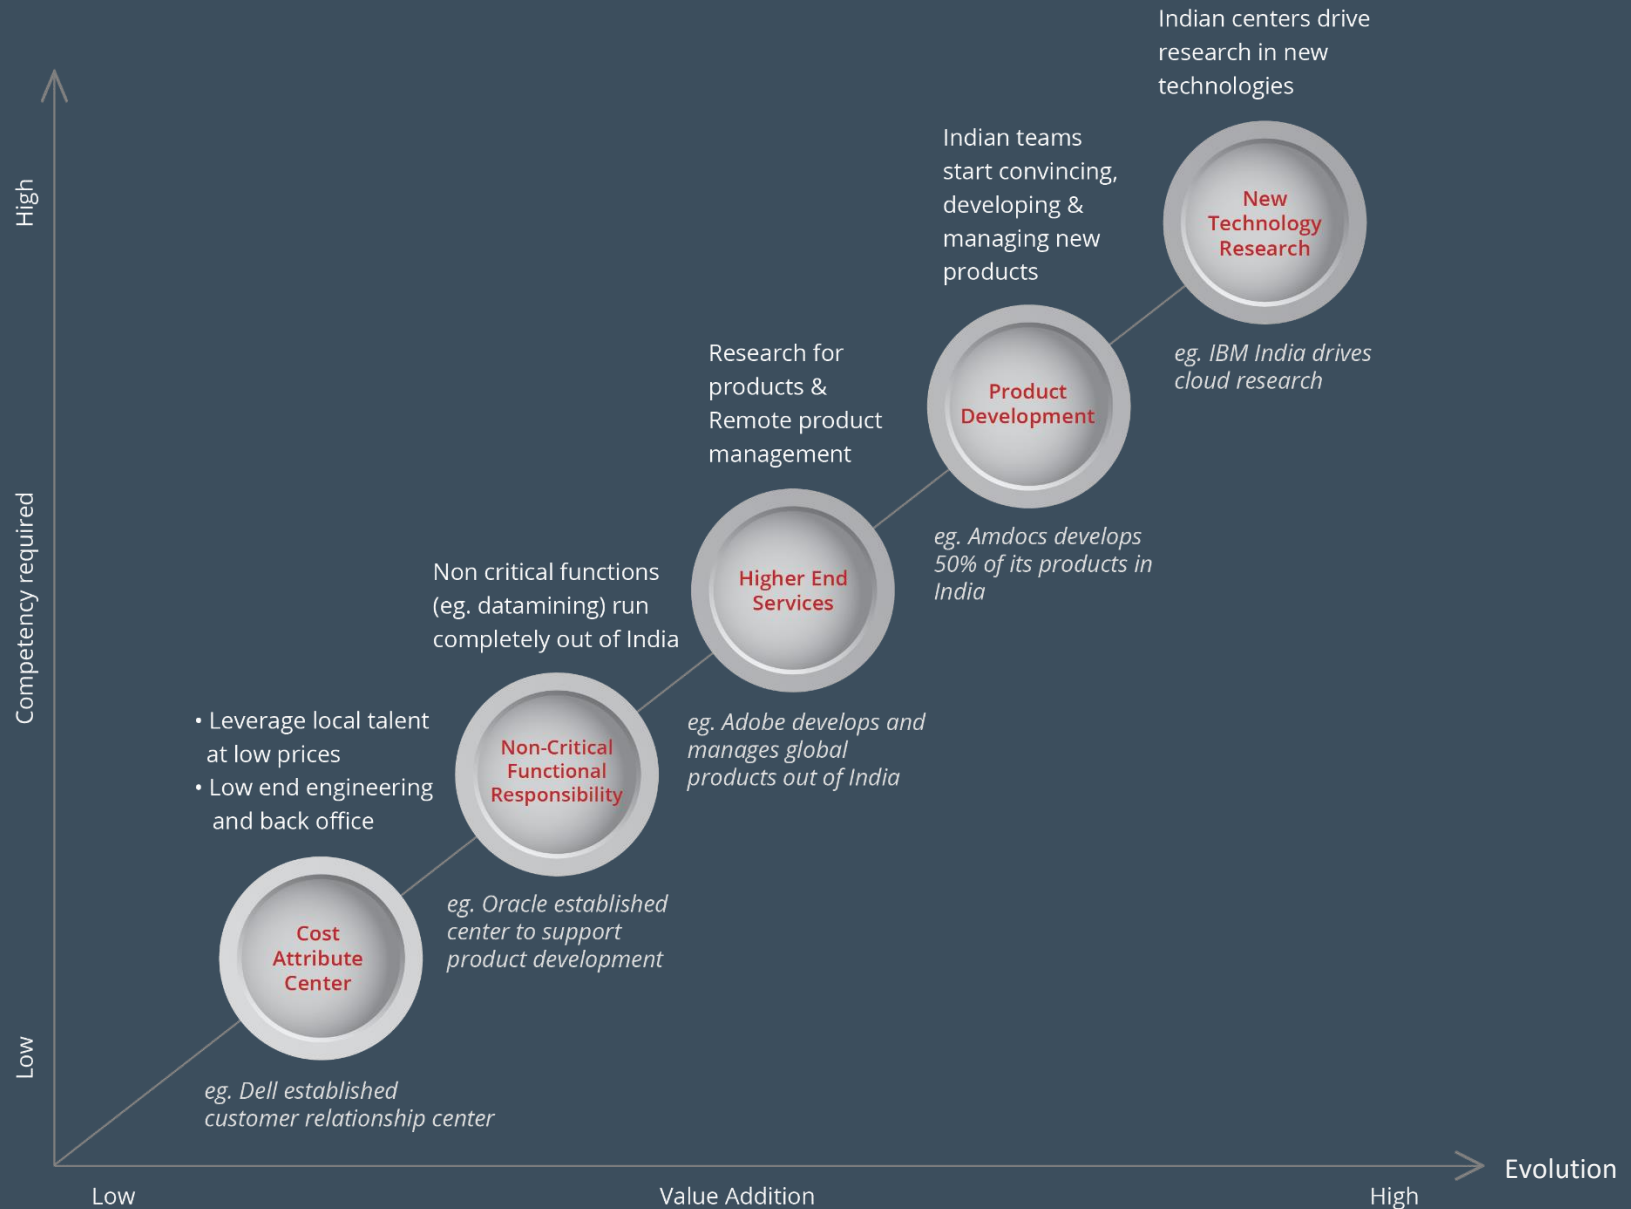 Indian centers drive
research in new
technologies
New
Technology
Research
eg. IBM India drives
cloud research
Indian teams
start convincing,
developing &
managing new
products
Product
Development
eg. Amdocs develops
50% of its products in
India
Research for
products &
Remote product
management
Higher End
Services
eg. Adobe develops and
manages global
products out of India
Non critical functions
(eg. datamining) run
completely out of India
Non-Critical
Functional
Responsibility
eg. Oracle established
center to support
product development
• Leverage local talent
at low prices
• Low end engineering
and back office
Cost
Attribute
Center
eg. Dell established
customer relationship center
High
Competency required
Low
Low
Value Addition
High
Evolution